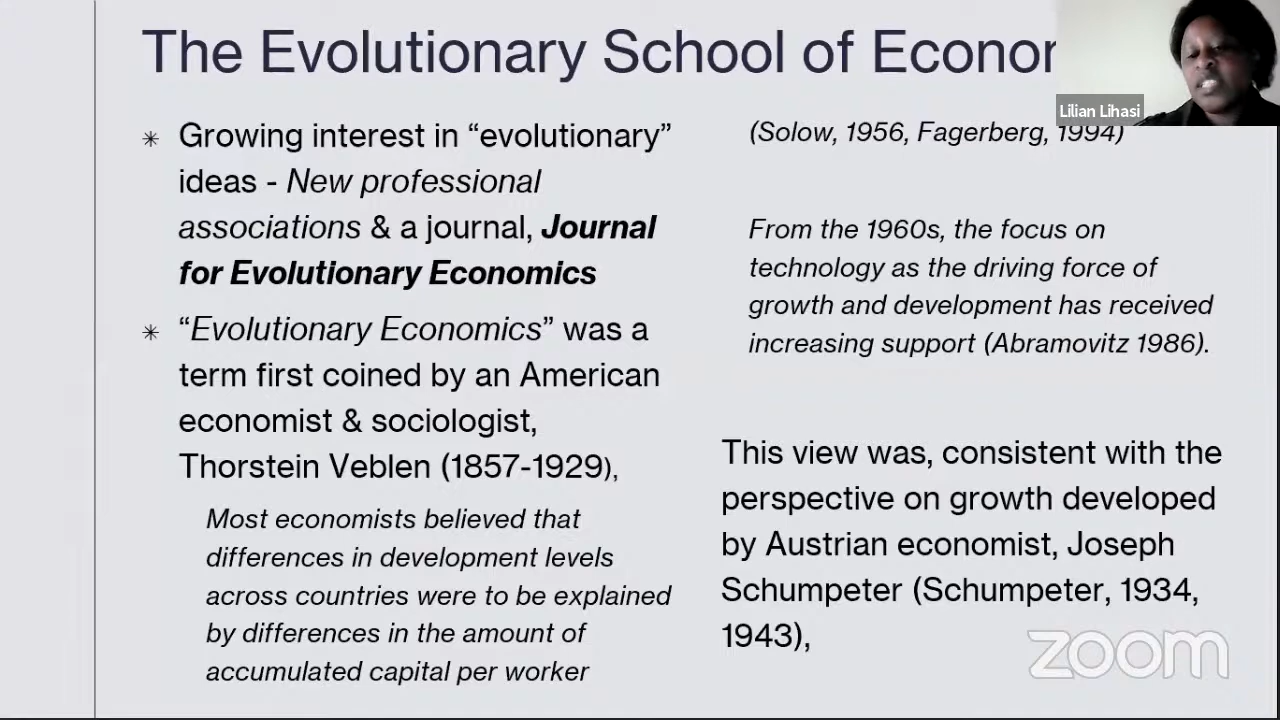 The Evolutionary School of Econor
Lilian Lihasi
✳ Growing interest in “evolutionary”
ideas - New professional
associations & a journal, Journal
for Evolutionary Economics
✳ “Evolutionary Economics” was a
term first coined by an American
economist & sociologist,
Thorstein Veblen (1857-1929),
Most economists believed that
differences in development levels
across countries were to be explained
by differences in the amount of
accumulated capital per worker
(Solow, 1956, Fagerberg, 1994)
From the 1960s, the focus on
technology as the driving force of
growth and development has received
increasing support (Abramovitz 1986).
This view was, consistent with the
perspective on growth developed
by Austrian economist, Joseph
Schumpeter (Schumpeter, 1934,
1943),
zoom